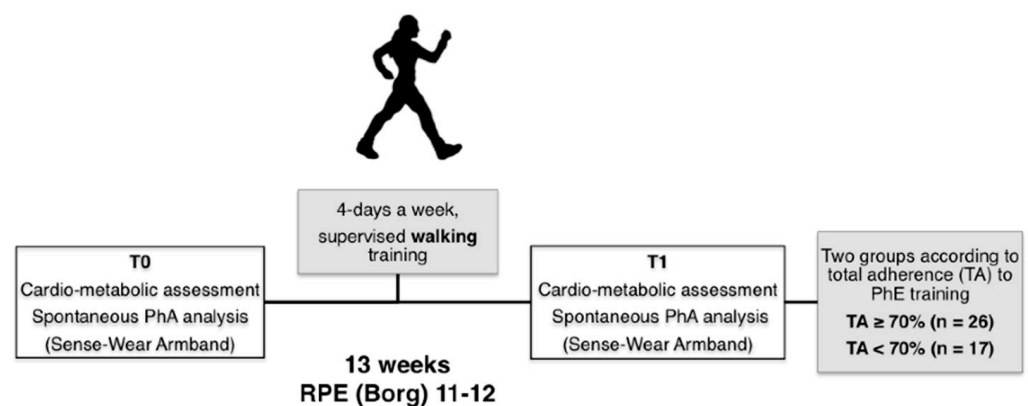 4-days a week,
supervised walking
training
T0
Cardio-metabolic assessment
Spontaneous PhA analysis
(Sense-Wear Armband)
13 weeks
RPE (Borg) 11-12
T1
Cardio-metabolic assessment
Spontaneous PhA analysis
(Sense-Wear Armband)
Two groups according to
total adherence (TA) to
PhE training
TA ≥ 70% (n = 26)
TA < 70% (n = 17)